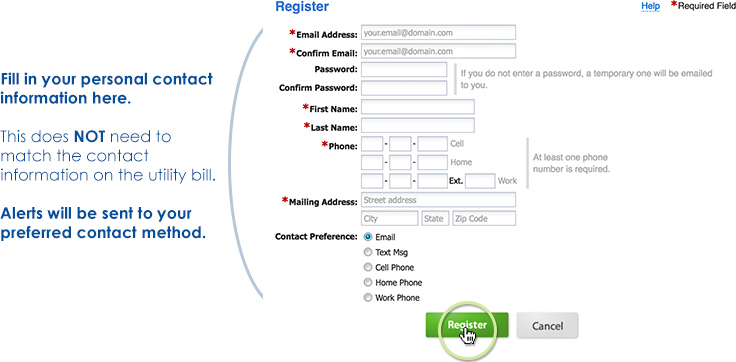 Register
Help *Required Field
*Email Address: your.email@domain.com
*Confirm Email: your.email@domain.com
Password:
Confirm Password:
If you do not enter a password, a temporary one will be emailed
to you.
*First Name:
*Last Name:
*Phone: - - Cell
- - Home
- - Ext. Work
At least one phone
number is required.
*Mailing Address: Street address
City State Zip Code
Contact Preference: Email
Text Msg
Cell Phone
Home Phone
Work Phone
Register Cancel
Fill in your personal contact
information here.
This does NOT need to
match the contact
information on the utility bill.
Alerts will be sent to your
preferred contact method.